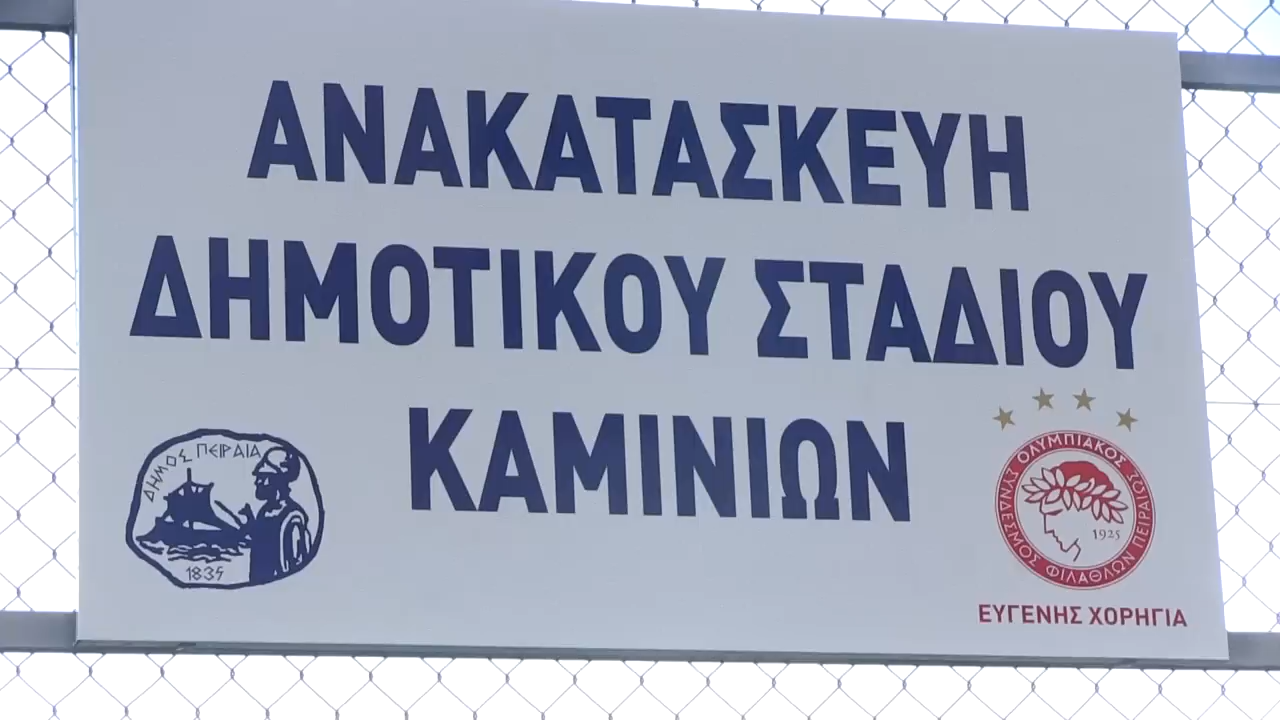 ΑΝΑΚΑΤΑΣΚΕΥΗ
ΔΗΜΟΤΙΚΟΥ ΣΤΑΔΙΟΥ
ΚΑΜΙΝΙΩΝ
ΔΗΜΟΣ ΠΕΙΡΑΙΑ
1835
ΟΛΥΜΠΙΑΚΟΣ
ΣΥΝΔΕΣΜΟΣ ΦΙΛΑΘΛΩΝ ΠΕΙΡΑΙΩΣ
1925
ΕΥΓΕΝΗΣ ΧΟΡΗΓΙΑ